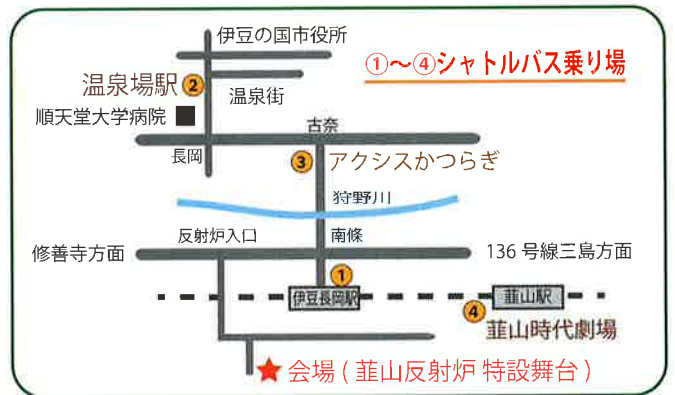 伊豆の国市役所
①～④シャトルバス乗り場
温泉場駅 ②
温泉街
順天堂大学病院
古奈
長岡
③ アクシスかつらぎ
狩野川
反射炉入口
南條
修善寺方面
136号線三島方面
①
伊豆長岡駅
韮山駅
④
韮山時代劇場
会場 ( 韮山反射炉 特設舞台 )